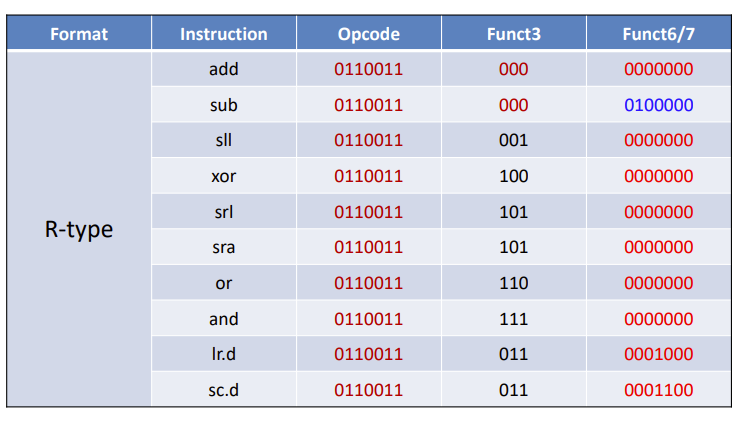 Format Instruction Opcode Funct3 Funct6/7
add 0110011 000 0000000
sub 0110011 000 0100000
sll 0110011 001 0000000
xor 0110011 100 0000000
R-type
srl 0110011 101 0000000
sra 0110011 101 0000000
or 0110011 110 0000000
and 0110011 111 0000000
lr.d 0110011 011 0001000
sc.d 0110011 011 0001100